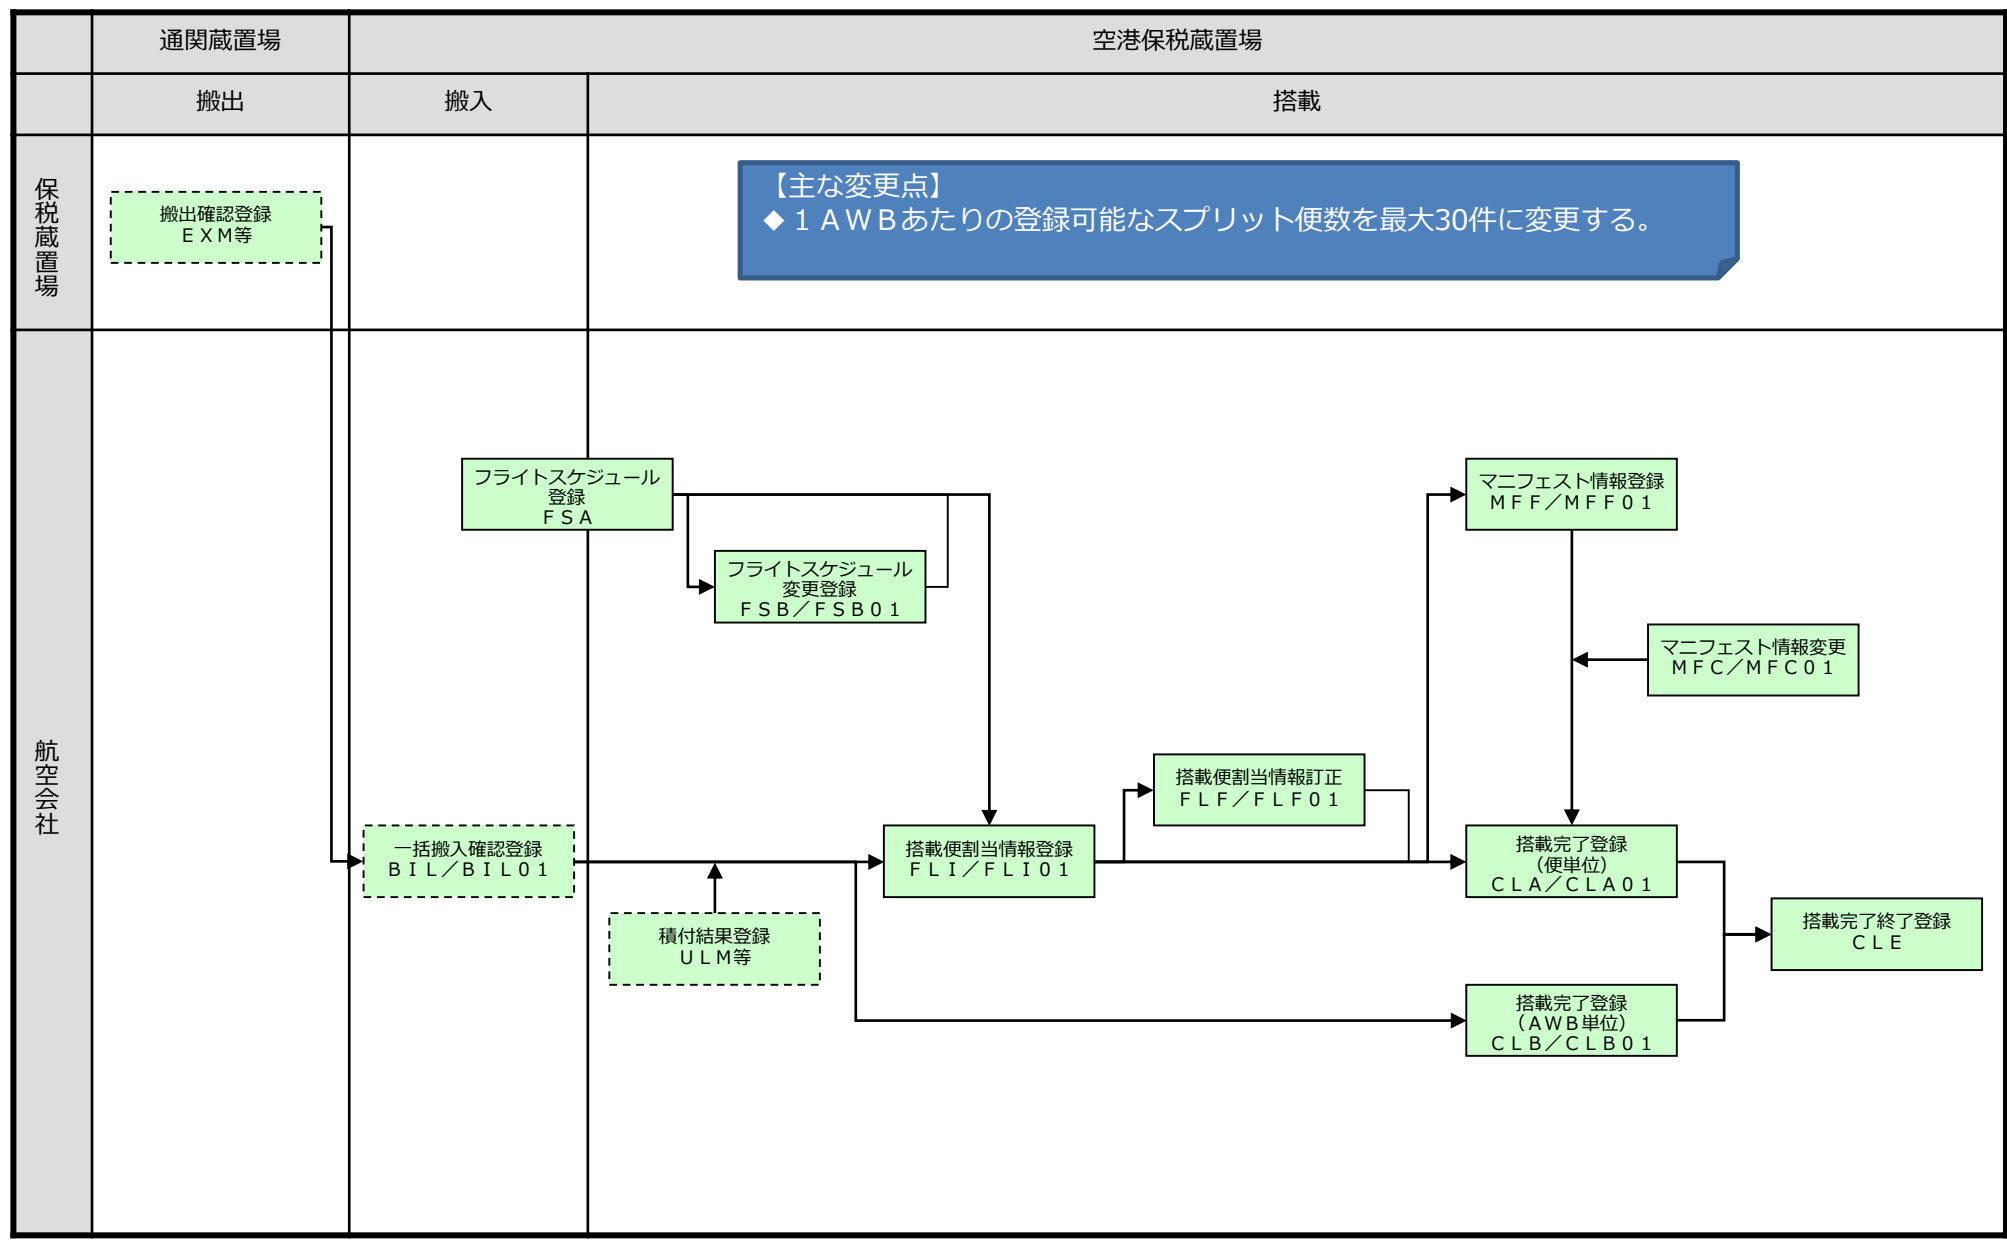 通関蔵置場
空港保税蔵置場
搬出
搬入
搭載
保税蔵置場
搬出確認登録
ＥＸＭ等
【主な変更点】
◆１ＡＷＢあたりの登録可能なスプリット便数を最大30件に変更する。
航空会社
フライトスケジュール
登録
ＦＳＡ
フライトスケジュール
変更登録
ＦＳＢ／ＦＳＢ０１
マニフェスト情報登録
ＭＦＦ／ＭＦＦ０１
マニフェスト情報変更
ＭＦＣ／ＭＦＣ０１
搭載便割当情報訂正
ＦＬＦ／ＦＬＦ０１
一括搬入確認登録
ＢＩＬ／ＢＩＬ０１
搭載便割当情報登録
ＦＬＩ／ＦＬＩ０１
搭載完了登録
（便単位）
ＣＬＡ／ＣＬＡ０１
積付結果登録
ＵＬＭ等
搭載完了終了登録
ＣＬＥ
搭載完了登録
（ＡＷＢ単位）
ＣＬＢ／ＣＬＢ０１